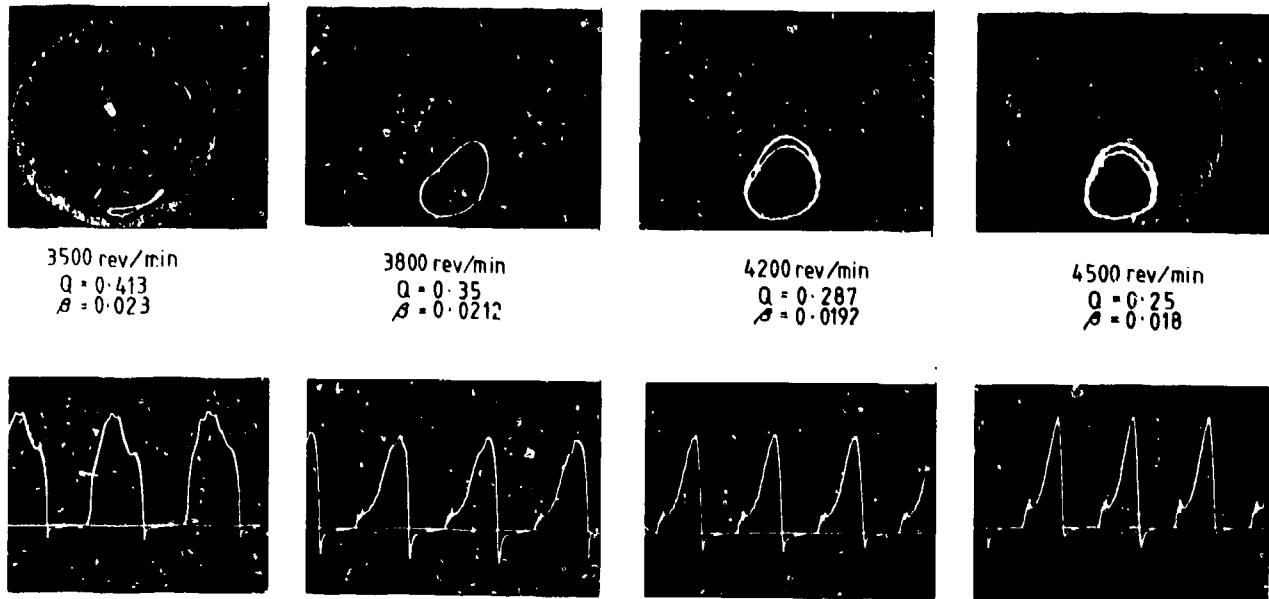 3500 rev/min
Q = 0.413
β = 0.023
3800 rev/min
Q = 0.35
β = 0.0212
4200 rev/min
Q = 0.287
β = 0.0192
4500 rev/min
Q = 0.25
β = 0.018